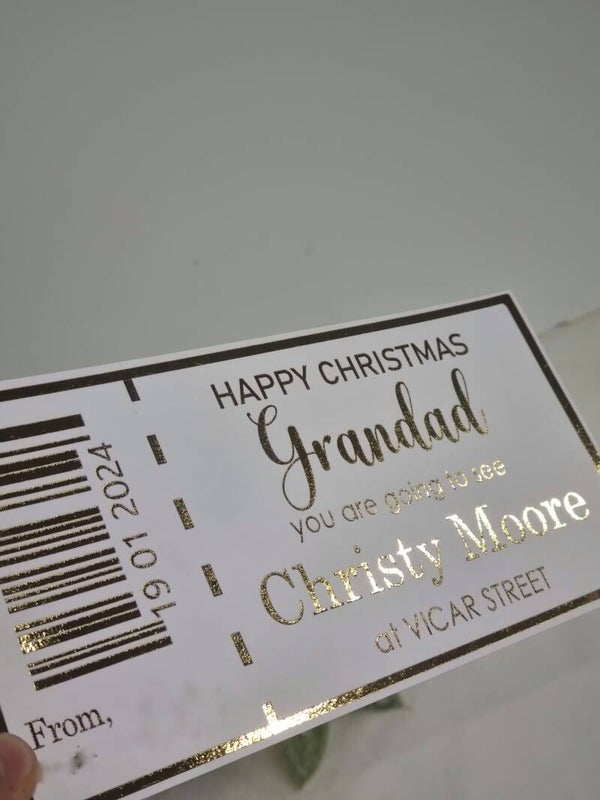 HAPPY CHRISTMAS
Grandad
you are going to see
Christy Moore
at VICAR STREET
19 01 2024
From,